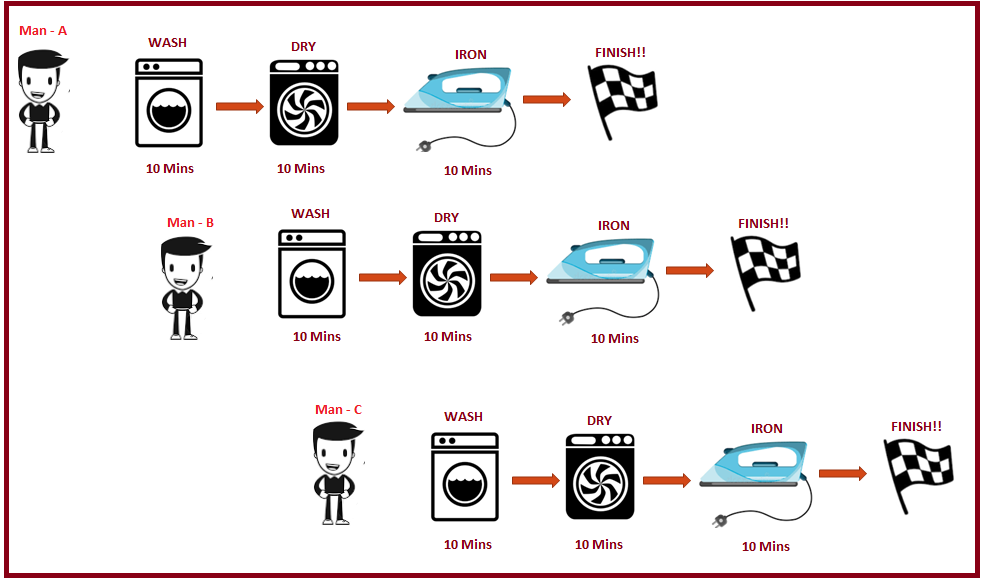 Man - A
WASH
DRY
IRON
FINISH!!
10 Mins
10 Mins
10 Mins
Man - B
WASH
DRY
IRON
FINISH!!
10 Mins
10 Mins
10 Mins
Man - C
WASH
DRY
IRON
FINISH!!
10 Mins
10 Mins
10 Mins